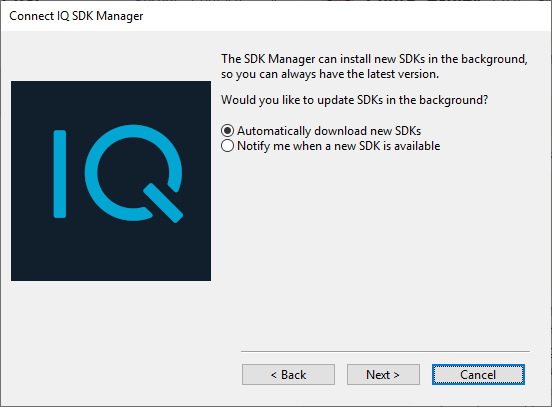 Connect IQ SDK Manager
The SDK Manager can install new SDKs in the background,
so you can always have the latest version.
Would you like to update SDKs in the background?
Automatically download new SDKs
Notify me when a new SDK is available
IQ
< Back
Next >
Cancel